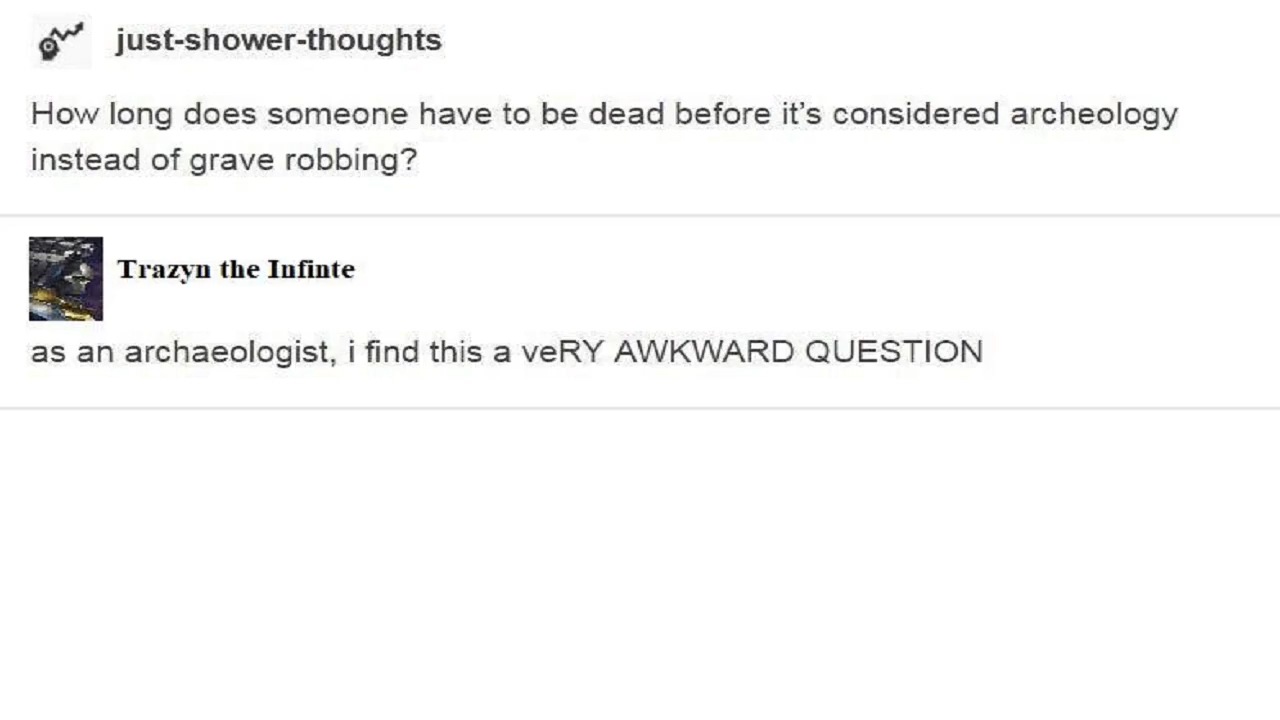 just-shower-thoughts
How long does someone have to be dead before it's considered archeology
instead of grave robbing?
Trazyn the Infinte
as an archaeologist, i find this a veRY AWKWARD QUESTION